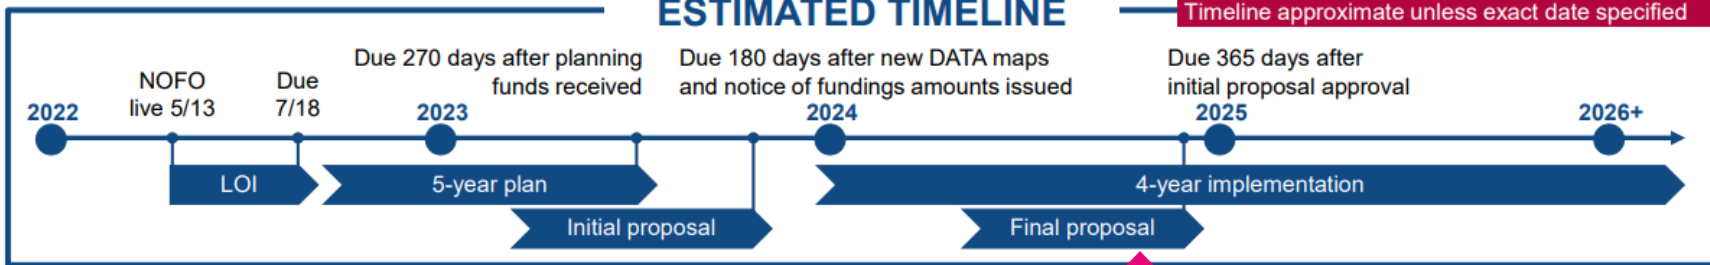 ESTIMATED TIMELINE
Timeline approximate unless exact date specified
NOFO
live 5/13
Due
7/18
Due 270 days after planning
funds received
Due 180 days after new DATA maps
and notice of fundings amounts issued
Due 365 days after
initial proposal approval
2022
2023
2024
2025
2026+
LOI
5-year plan
4-year implementation
Initial proposal
Final proposal